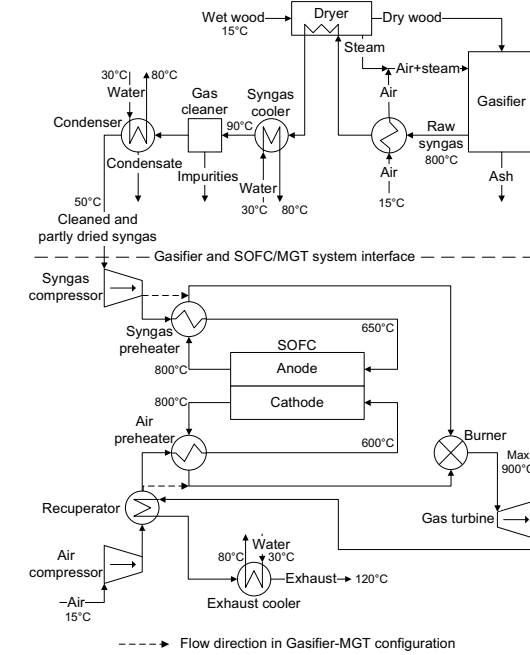 Wet wood
15°C
Dryer
Dry wood
Steam
Air+steam
Air
Gasifier
30°C
80°C
Water
Gas
cleaner
Syngas
cooler
Condenser
90°C
Raw
syngas
800°C
Condensate
Impurities
Water
30°C
80°C
Air
15°C
Ash
50°C
Cleaned and
partly dried syngas
Gasifier and SOFC/MGT system interface
Syngas
compressor
Syngas
preheater
650°C
SOFC
800°C
Anode
800°C
Cathode
Air
preheater
600°C
Burner
Max
900°C
Recuperator
Gas turbine
Air
compressor
Water
80°C
30°C
Exhaust
120°C
Air
15°C
Exhaust cooler
Flow direction in Gasifier-MGT configuration